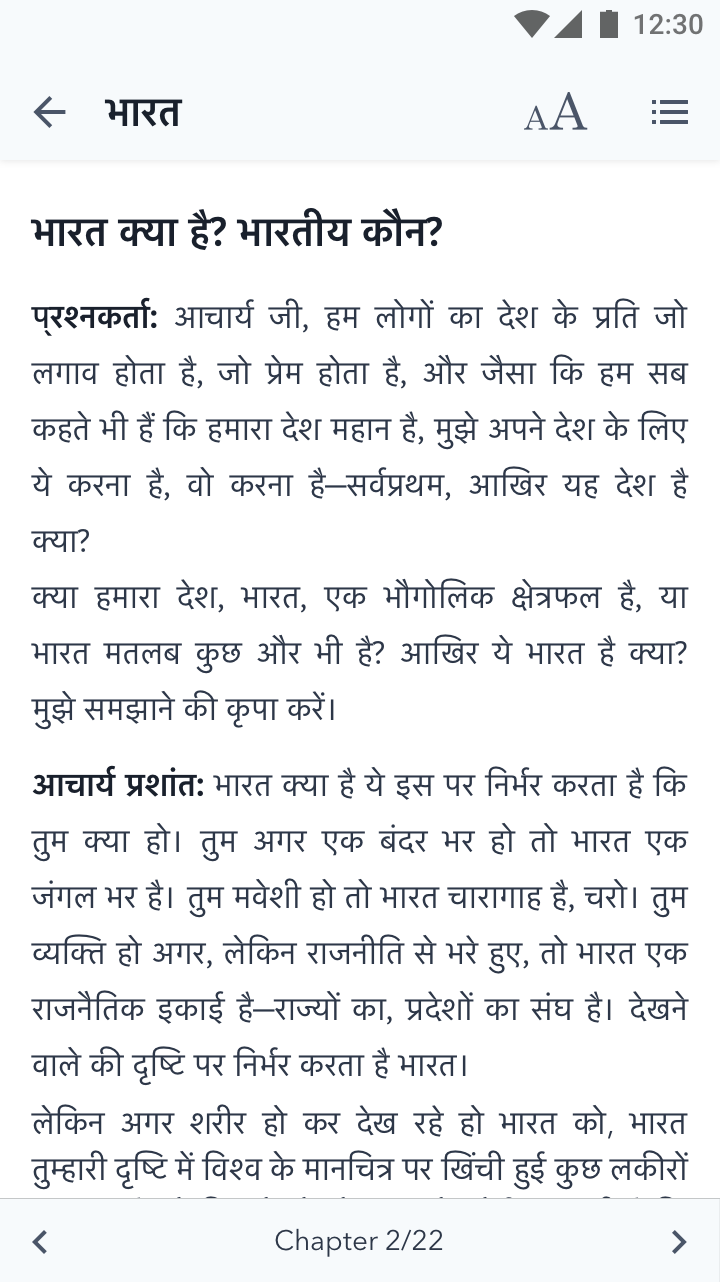 12:30
भारत
AA
भारत क्या है? भारतीय कौन?
प्रश्नकर्ता: आचार्य जी, हम लोगों का देश के प्रति जो
लगाव होता है, जो प्रेम होता है, और जैसा कि हम सब
कहते भी हैं कि हमारा देश महान है, मुझे अपने देश के लिए
ये करना है, वो करना है—सर्वप्रथम, आखिर यह देश है
क्या?
क्या हमारा देश, भारत, एक भौगोलिक क्षेत्रफल है, या
भारत मतलब कुछ और भी है? आखिर ये भारत है क्या?
मुझे समझाने की कृपा करें।
आचार्य प्रशांत: भारत क्या है ये इस पर निर्भर करता है कि
तुम क्या हो। तुम अगर एक बंदर भर हो तो भारत एक
जंगल भर है। तुम मवेशी हो तो भारत चारागाह है, चरो। तुम
व्यक्ति हो अगर, लेकिन राजनीति से भरे हुए, तो भारत एक
राजनैतिक इकाई है—राज्यों का, प्रदेशों का संघ है। देखने
वाले की दृष्टि पर निर्भर करता है भारत।
लेकिन अगर शरीर हो कर देख रहे हो भारत को, भारत
तुम्हारी दृष्टि में विश्व के मानचित्र पर खिंची हुई कुछ लकीरों
Chapter 2/22